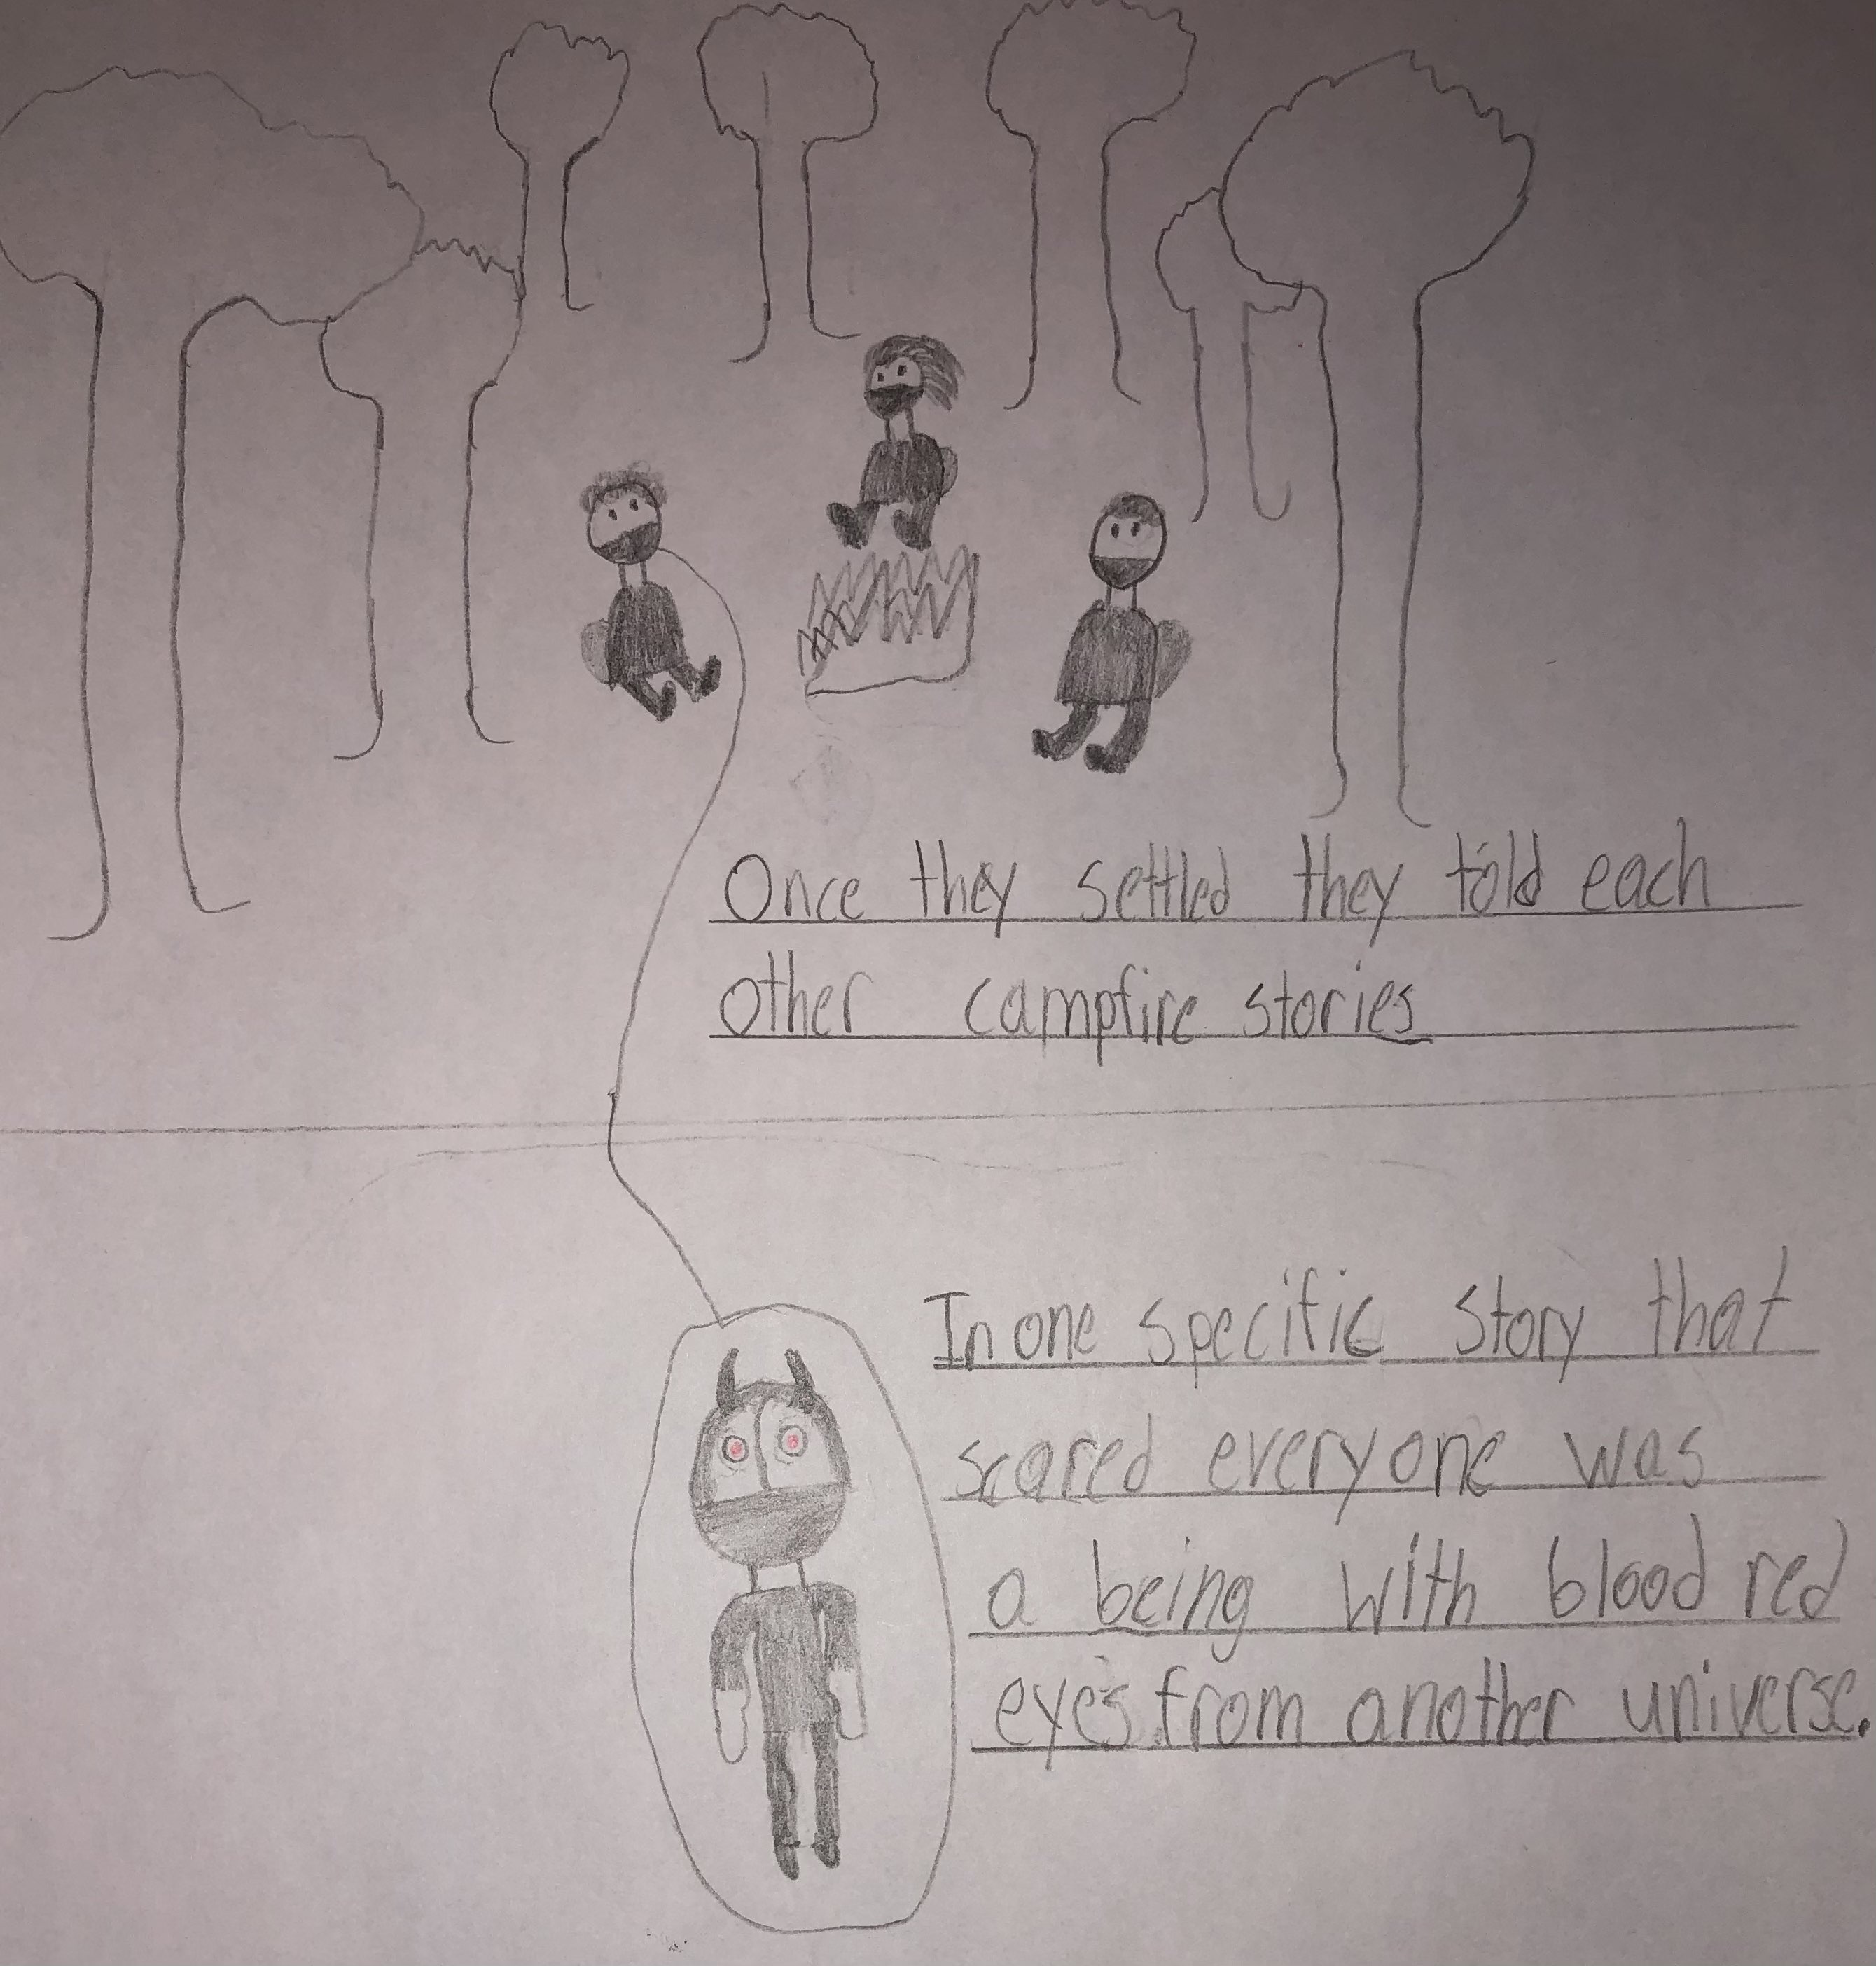 Once they settled they told each
other campfire stories
In one specific story that
scared everyone was
a being with blood red
eyes from another universe.